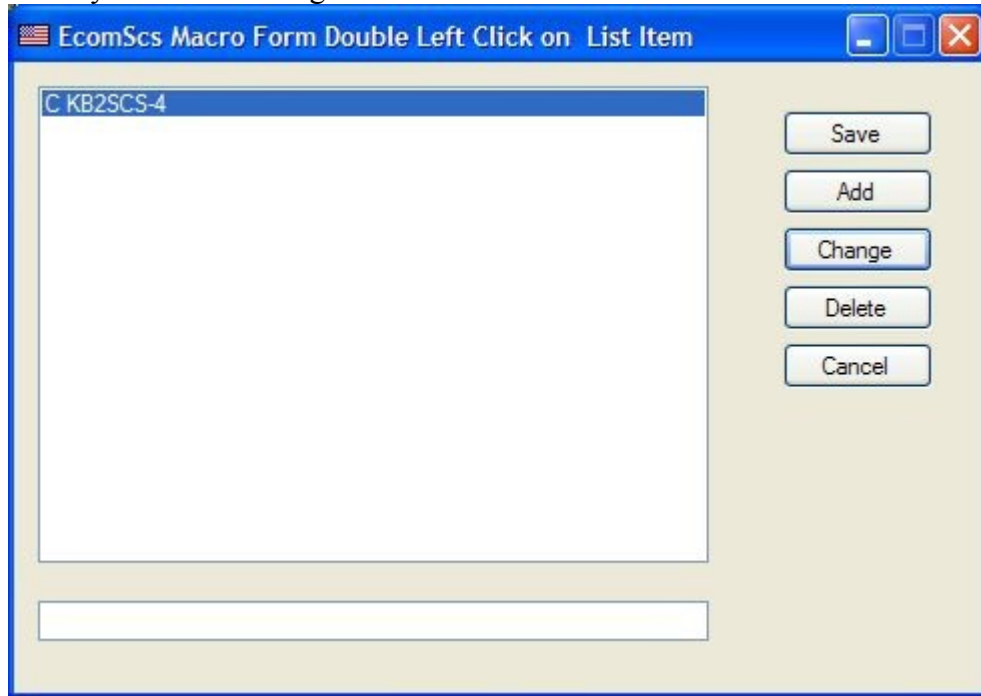 EcomScs Macro Form Double Left Click on List Item
C KB2SCS-4
Save
Add
Change
Delete
Cancel